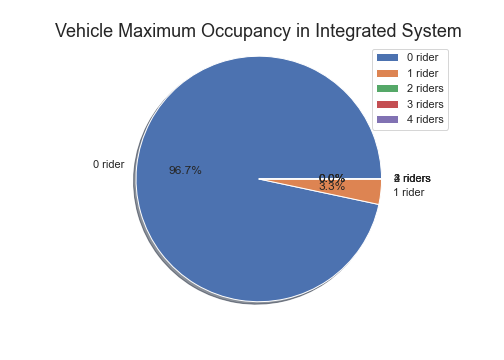 Vehicle Maximum Occupancy in Integrated System
0 rider
1 rider
2 riders
3 riders
4 riders
0 rider
96.7%
0.0%
3.3%
riders
1 rider